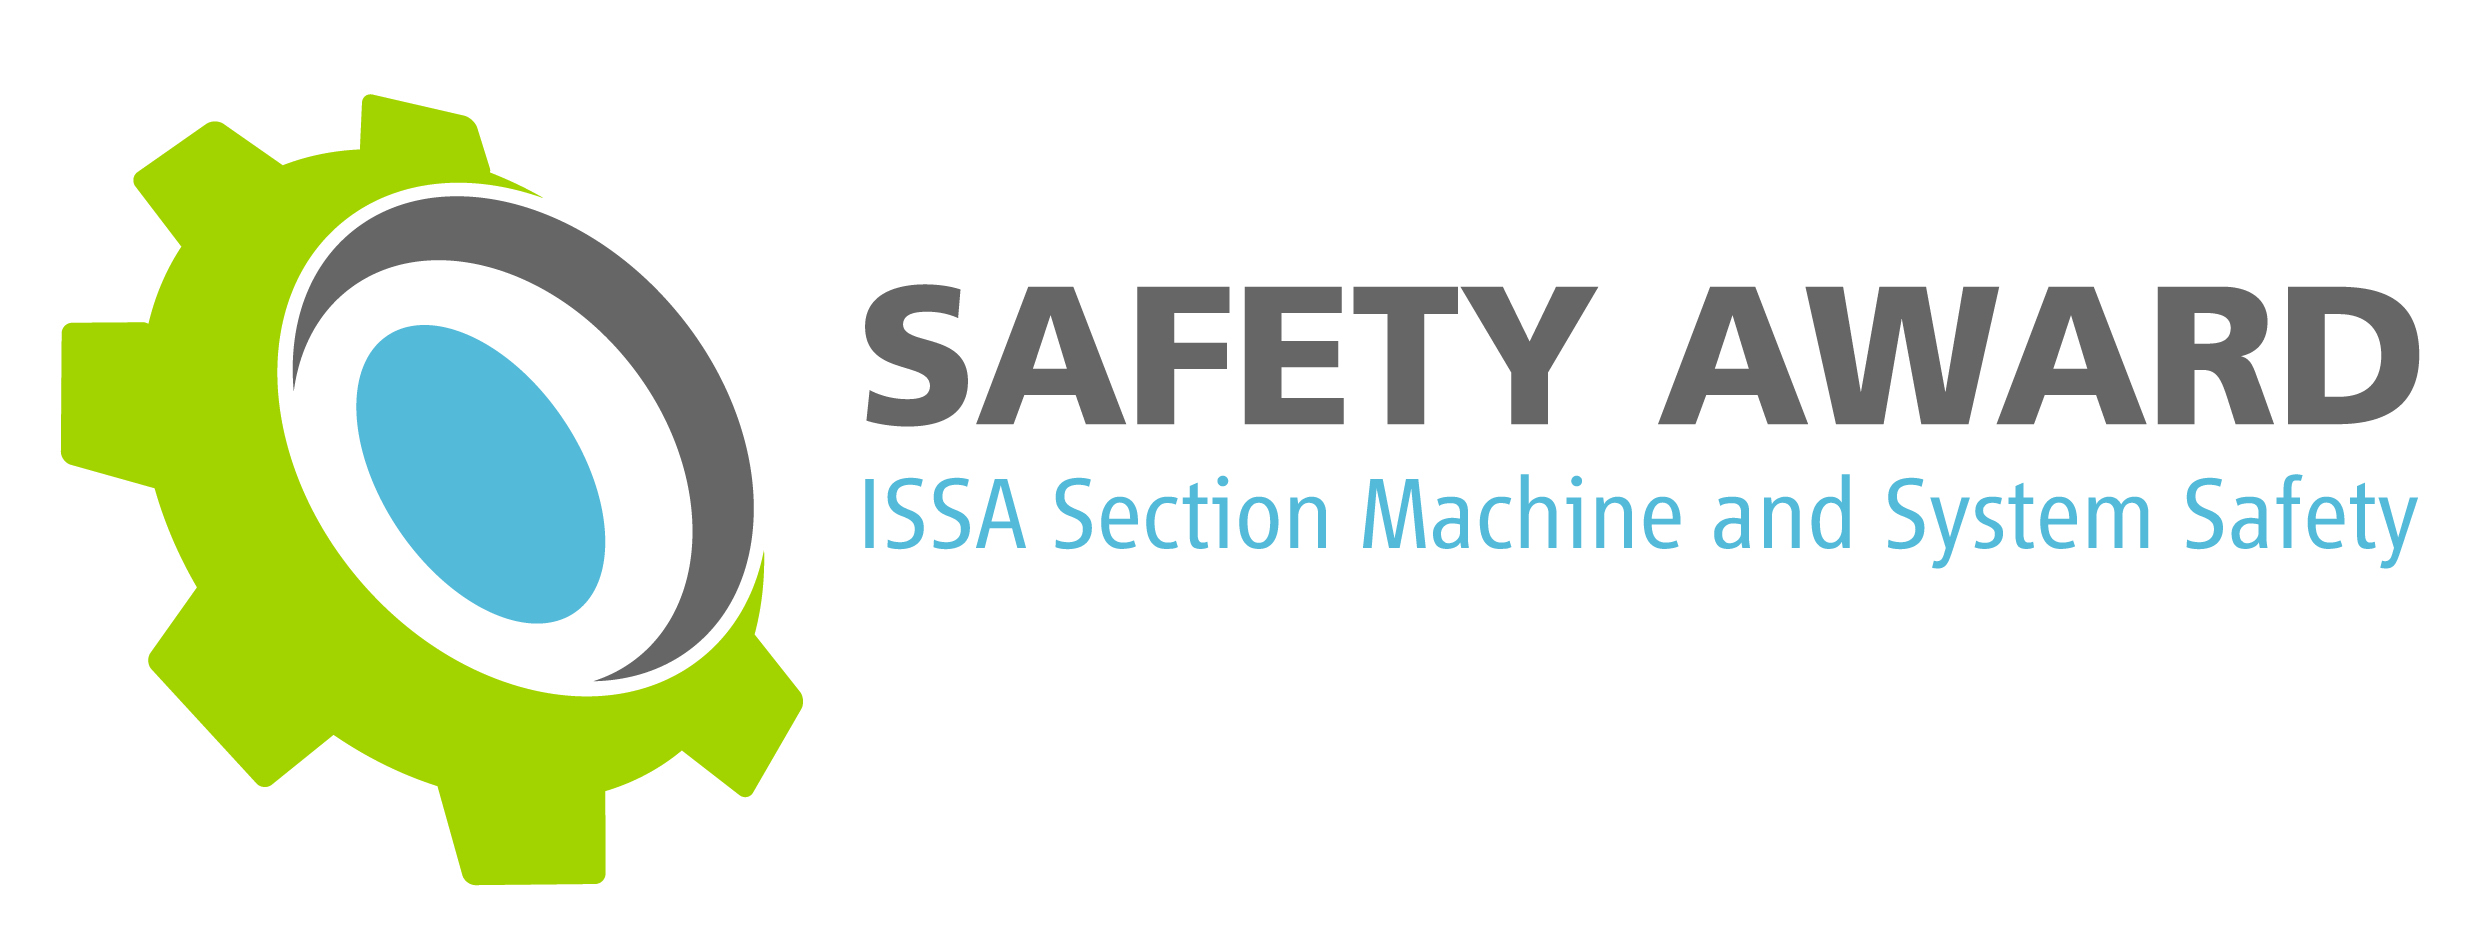 SAFETY AWARD
ISSA Section Machine and System Safety